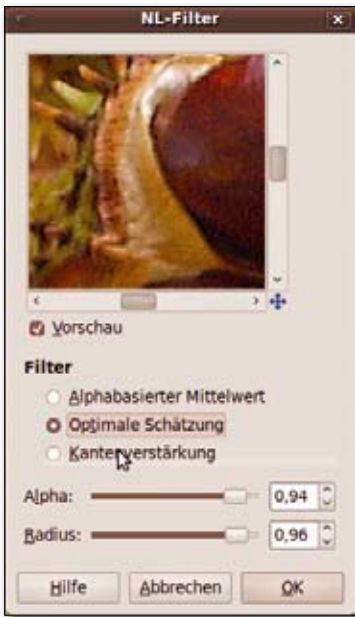 NL-Filter
Vorschau
Filter
Alphabasierter Mittelwert
Optimale Schätzung
Kantenverstärkung
Alpha: 0,94
Radius: 0,96
Hilfe Abbrechen OK